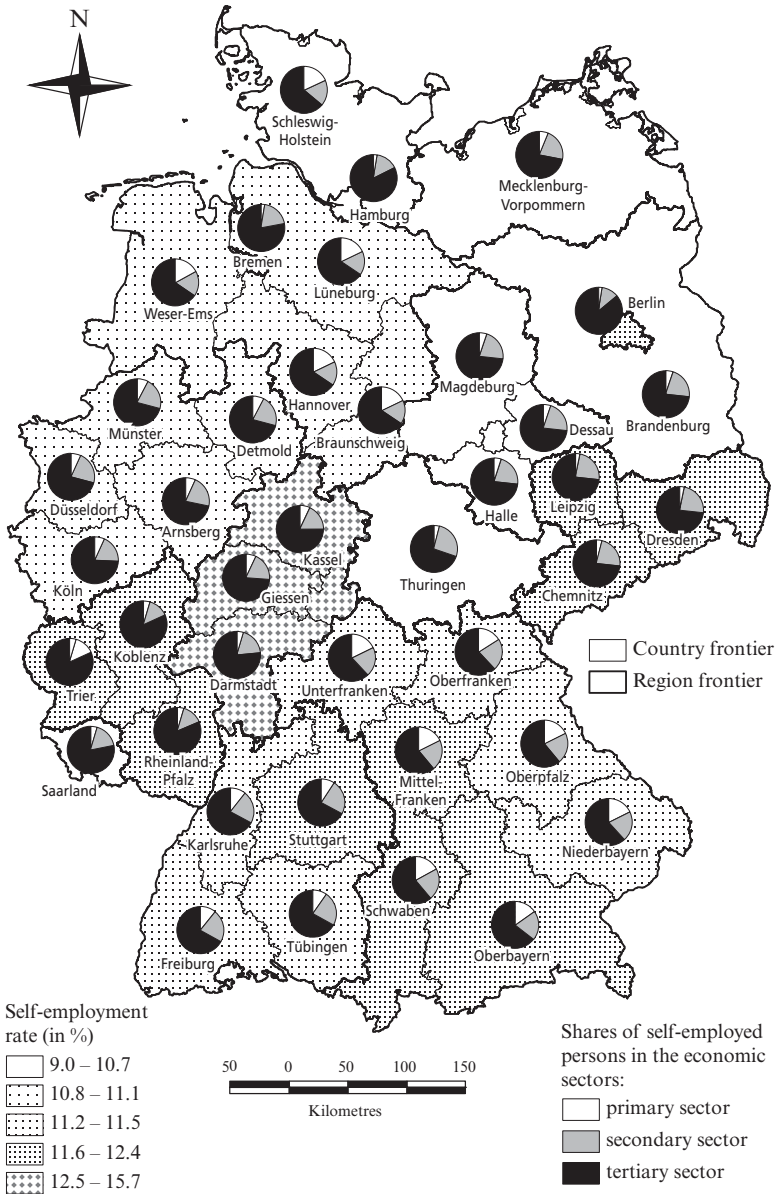 N
Schleswig-
Holstein
Hamburg
Mecklenburg-
Vorpommern
Bremen
Lüneburg
Weser-Ems
Berlin
Hannover
Magdeburg
Münster
Detmold
Braunschweig
Dessau
Brandenburg
Düsseldorf
Arnsberg
Halle
Leipzig
Dresden
Kassel
Köln
Giessen
Thuringen
Chemnitz
Koblenz
Trier
Darmstadt
Unterfranken
Oberfranken
Country frontier
Region frontier
Saarland
Rheinland-
Pfalz
Mittel-
Franken
Oberpfalz
Karlsruhe
Stuttgart
Niederbayern
Schwaben
Freiburg
Tübingen
Oberbayern
Self-employment
rate (in %)
9.0 – 10.7
10.8 – 11.1
11.2 – 11.5
11.6 – 12.4
12.5 – 15.7
50 0 50 100 150
Kilometres
Shares of self-employed
persons in the economic
sectors:
primary sector
secondary sector
tertiary sector